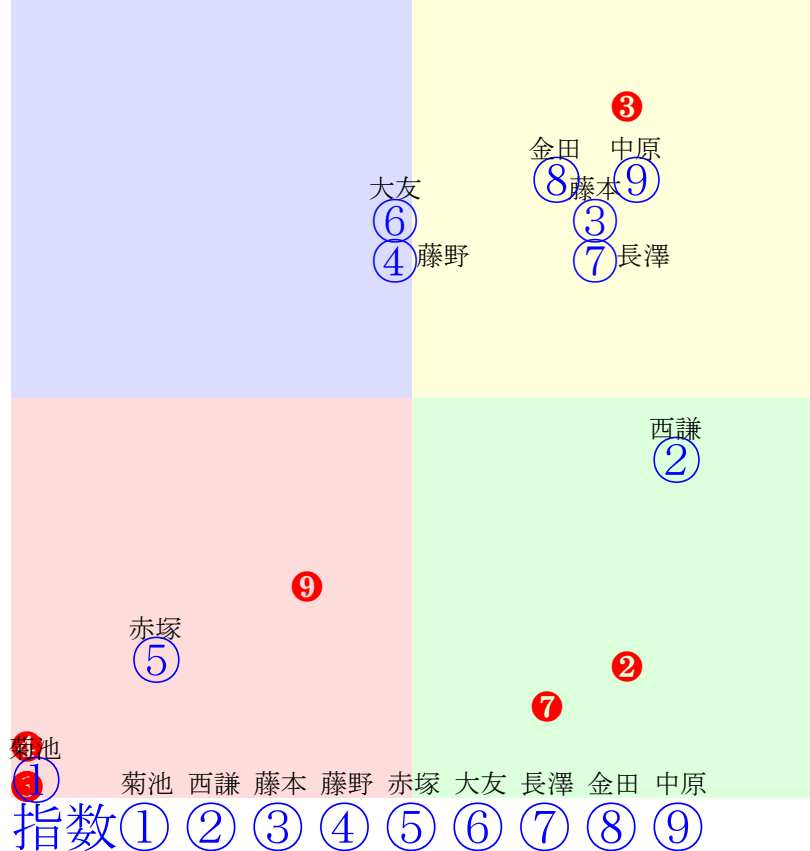 ❸
金田 中原
⑧ ⑨
大友 藤本
⑥ ③
④ 藤野 ⑦ 長澤
西謙
②
❾
赤塚
⑤
❷
❼
菊池
①
菊池 西謙 藤本 藤野 赤塚 大友 長澤 金田 中原
指数 ① ② ③ ④ ⑤ ⑥ ⑦ ⑧ ⑨